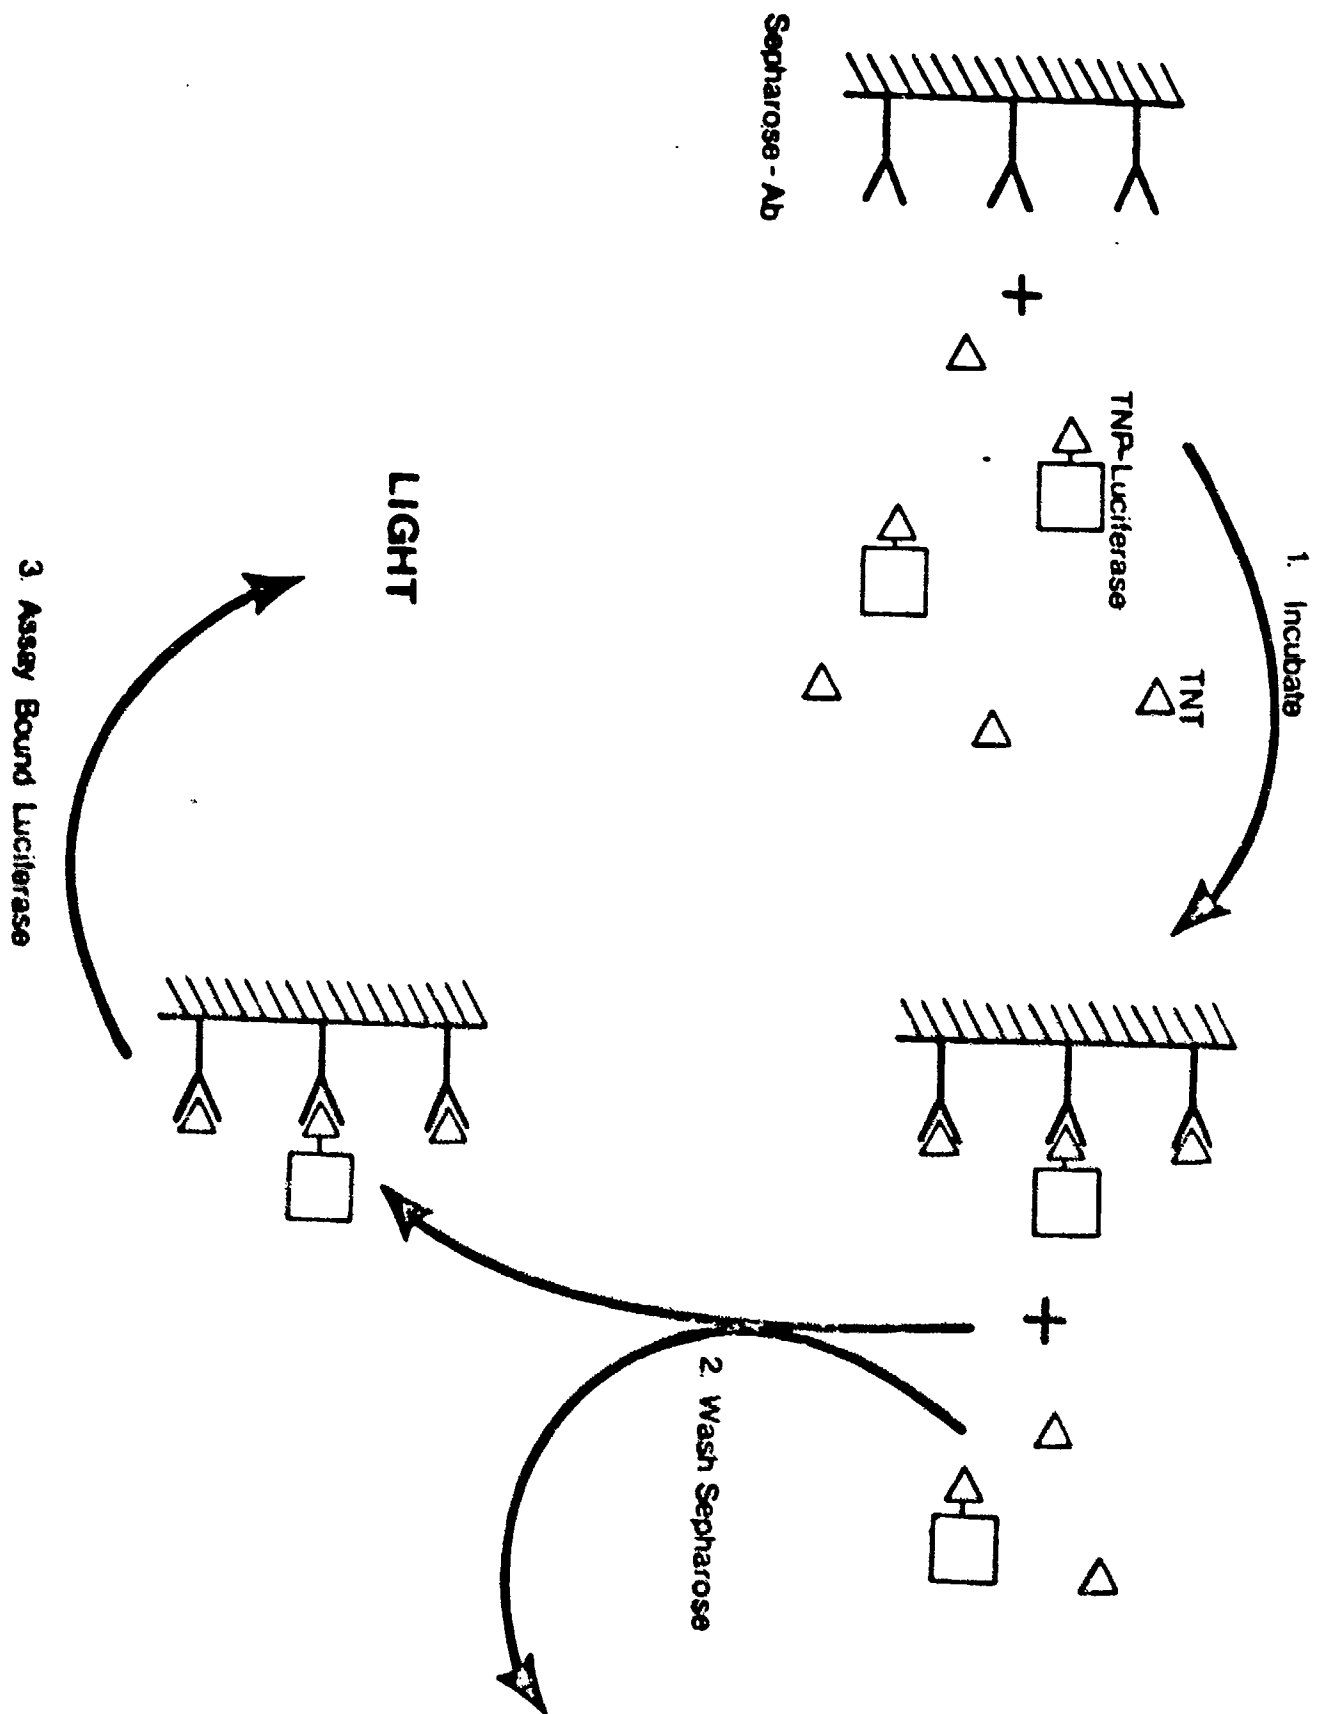 Sepharose - Ab
TNP-Luciferase
TNT
1. Incubate
2. Wash Sepharose
3. Assay Bound Luciferase
LIGHT